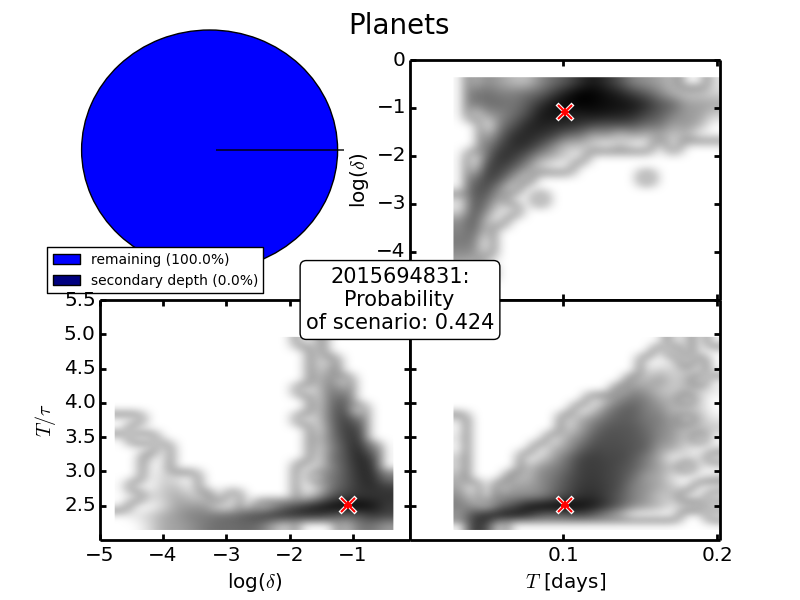 Planets
remaining (100.0%)
secondary depth (0.0%)
2015694831:
Probability
of scenario: 0.424
log(δ)
0
−1
−2
−3
−4
T/τ
5.5
5.0
4.5
4.0
3.5
3.0
2.5
−5 −4 −3 −2 −1
log(δ)
0.1 0.2
T [days]